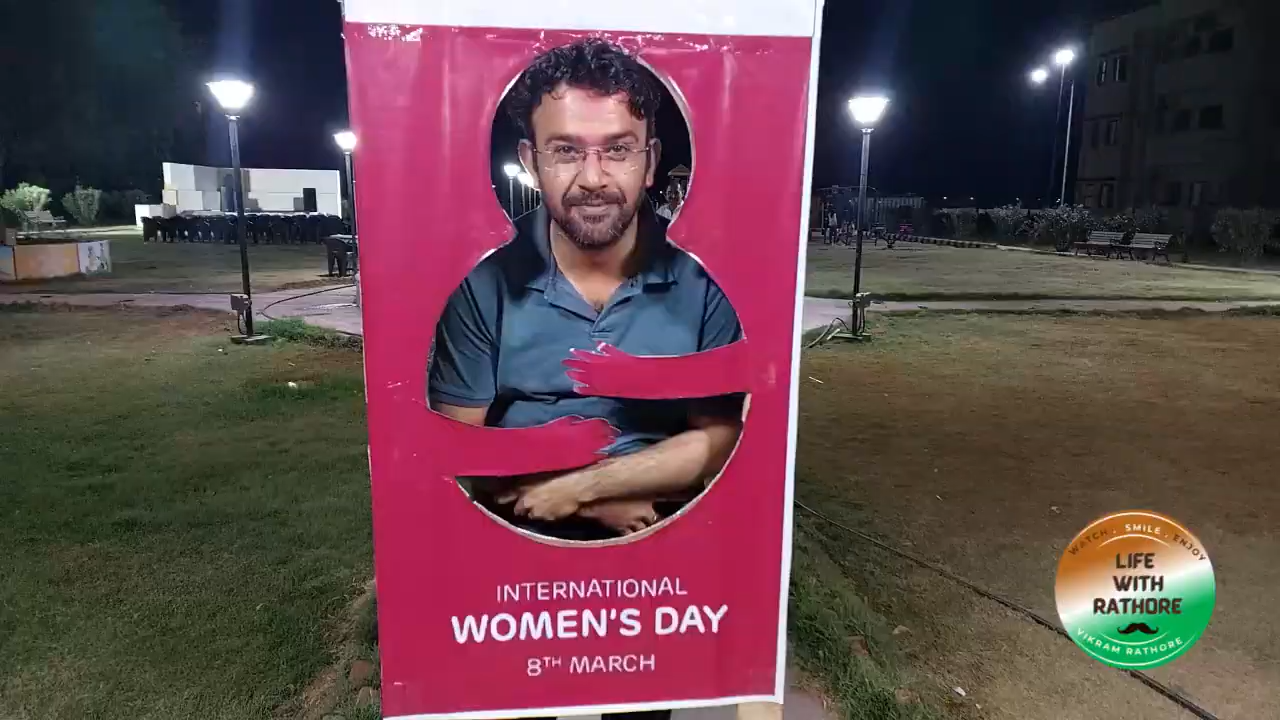 INTERNATIONAL
WOMEN'S DAY
8TH MARCH
WATCH . SMILE . ENJOY
LIFE
WITH
RATHORE
VIKRAM RATHORE